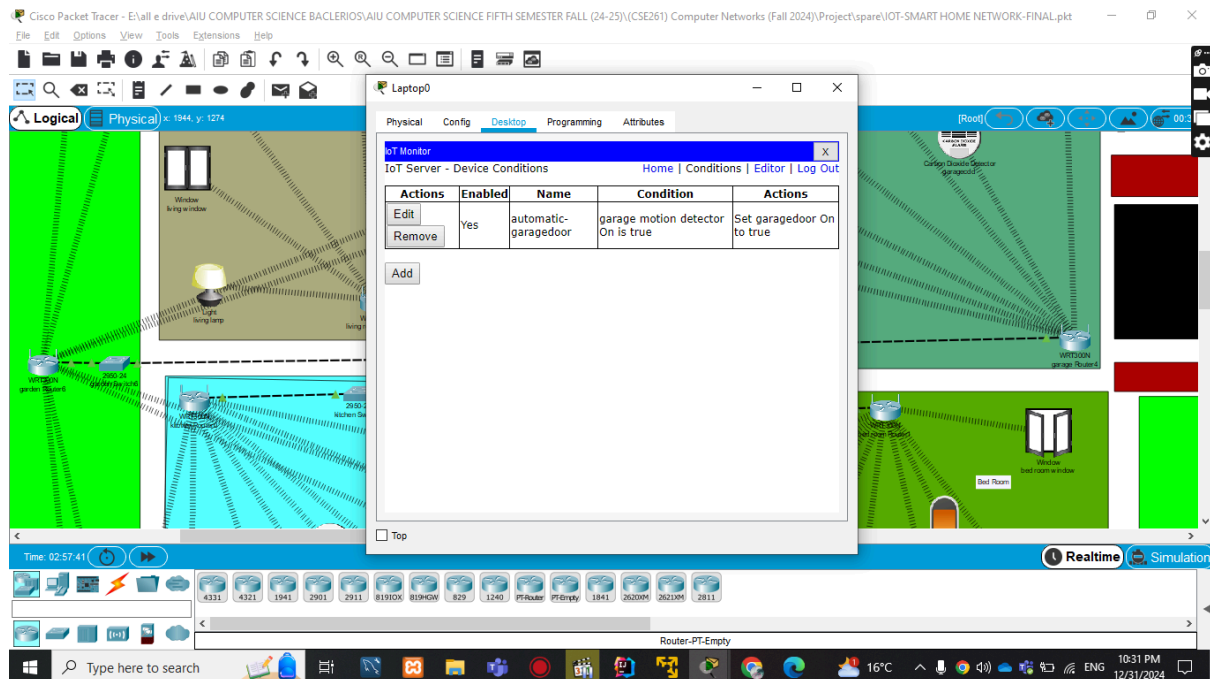 Cisco Packet Tracer - E:\all e drive\AIU COMPUTER SCIENCE BACLERIOS\AIU COMPUTER SCIENCE FIFTH SEMESTER FALL (24-25)\(CSE261) Computer Networks (Fall 2024)\Project\spare\IOT-SMART HOME NETWORK-FINAL.pkt
File Edit Options View Tools Extensions Help
Logical Physical x: 1944, y: 1274
[Root]
00:3
Laptop0
Physical Config Desktop Programming Attributes
IoT Monitor X
IoT Server - Device Conditions Home | Conditions | Editor | Log Out
Actions Enabled Name Condition Actions
Edit
Remove
Yes
automatic-
garagedoor
garage motion detector
On is true
Set garagedoor On
to true
Add
Top
Window
living window
Light
living lamp
Carbon Dioxide Detector
WRT300N
garage Router4
2950-24
Window
bed room window
Bed Room
Time: 02:57:41
Realtime Simulation
4331 4321 1941 2901 2911 819IOX 819HGW 829 1240 PT-Router PT-Empty 1841 2620XM 2621XM 2811
Router-PT-Empty
Type here to search
16°C
ENG
10:31 PM
12/31/2024